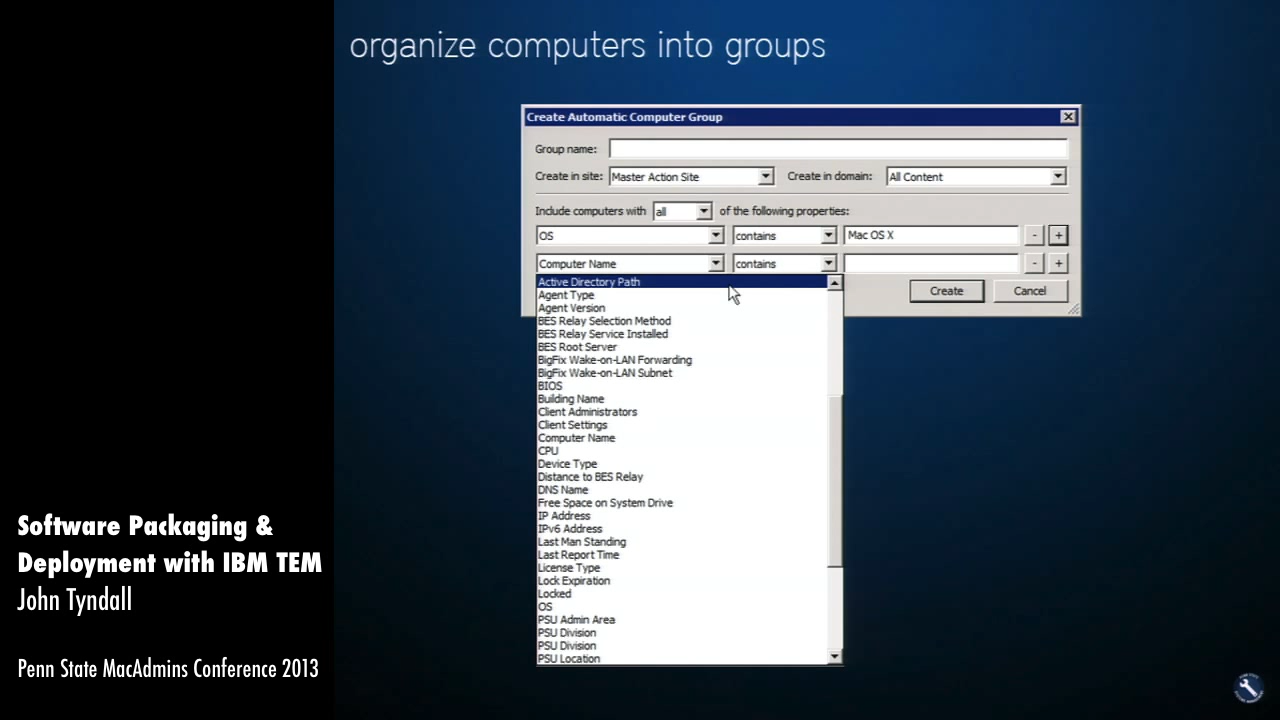 organize computers into groups
Create Automatic Computer Group
Group name:
Create in site: Master Action Site Create in domain: All Content
Include computers with all of the following properties:
OS contains Mac OS X - +
Computer Name contains - +
Create Cancel
Active Directory Path
Agent Type
Agent Version
BES Relay Selection Method
BES Relay Service Installed
BES Root Server
BigFix Wake-on-LAN Forwarding
BigFix Wake-on-LAN Subnet
BIOS
Building Name
Client Administrators
Client Settings
Computer Name
CPU
Device Type
Distance to BES Relay
DNS Name
Free Space on System Drive
IP Address
IPv6 Address
Last Man Standing
Last Report Time
License Type
Lock Expiration
Locked
OS
PSU Admin Area
PSU Division
PSU Division
PSU Location
Software Packaging &
Deployment with IBM TEM
John Tyndall
Penn State MacAdmins Conference 2013